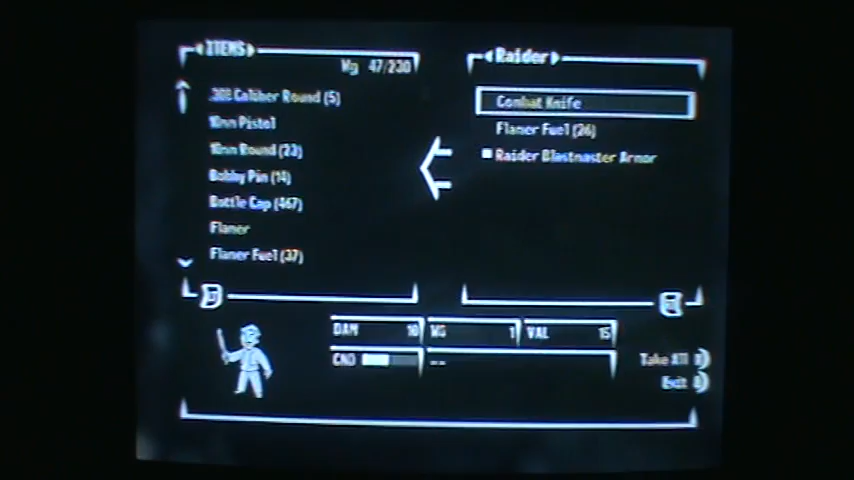 ITEMS
Wg 47/230
.308 Caliber Round (5)
10mm Pistol
10mm Round (23)
Bobby Pin (14)
Bottle Cap (467)
Flamer
Flamer Fuel (37)
Raider
Combat Knife
Flamer Fuel (26)
Raider Blastmaster Armor
DAM 10
WG 1
VAL 15
CND
--
Take All
Exit